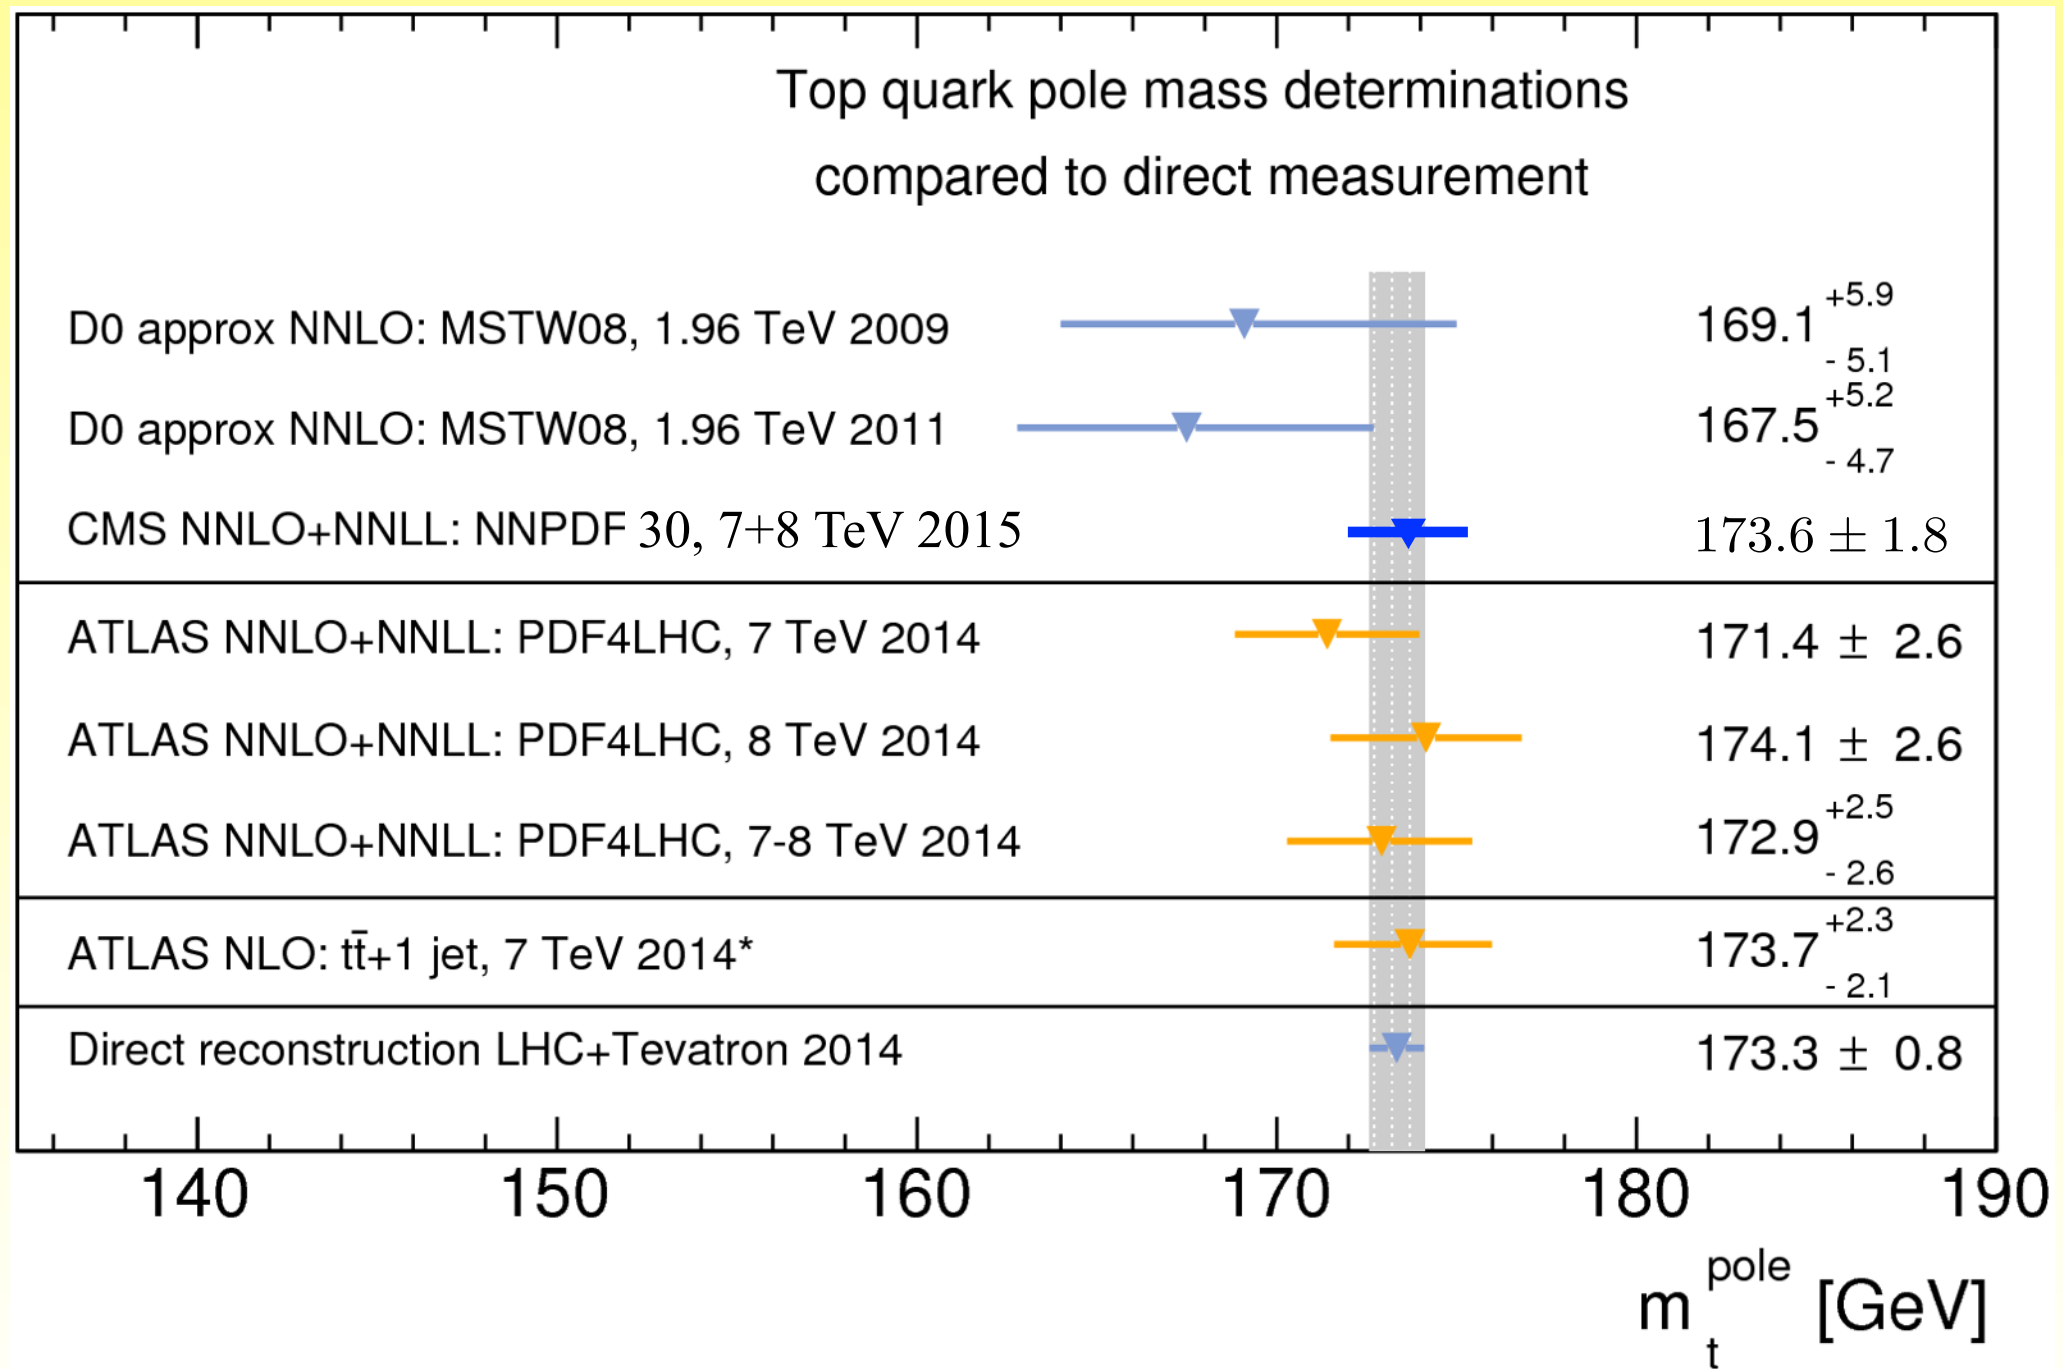 Top quark pole mass determinations
compared to direct measurement
D0 approx NNLO: MSTW08, 1.96 TeV 2009 169.1 +5.9 - 5.1
D0 approx NNLO: MSTW08, 1.96 TeV 2011 167.5 +5.2 - 4.7
CMS NNLO+NNLL: NNPDF 30, 7+8 TeV 2015 173.6 ± 1.8
ATLAS NNLO+NNLL: PDF4LHC, 7 TeV 2014 171.4 ± 2.6
ATLAS NNLO+NNLL: PDF4LHC, 8 TeV 2014 174.1 ± 2.6
ATLAS NNLO+NNLL: PDF4LHC, 7-8 TeV 2014 172.9 +2.5 - 2.6
ATLAS NLO: tt̄+1 jet, 7 TeV 2014* 173.7 +2.3 - 2.1
Direct reconstruction LHC+Tevatron 2014 173.3 ± 0.8
140 150 160 170 180 190
m t pole [GeV]